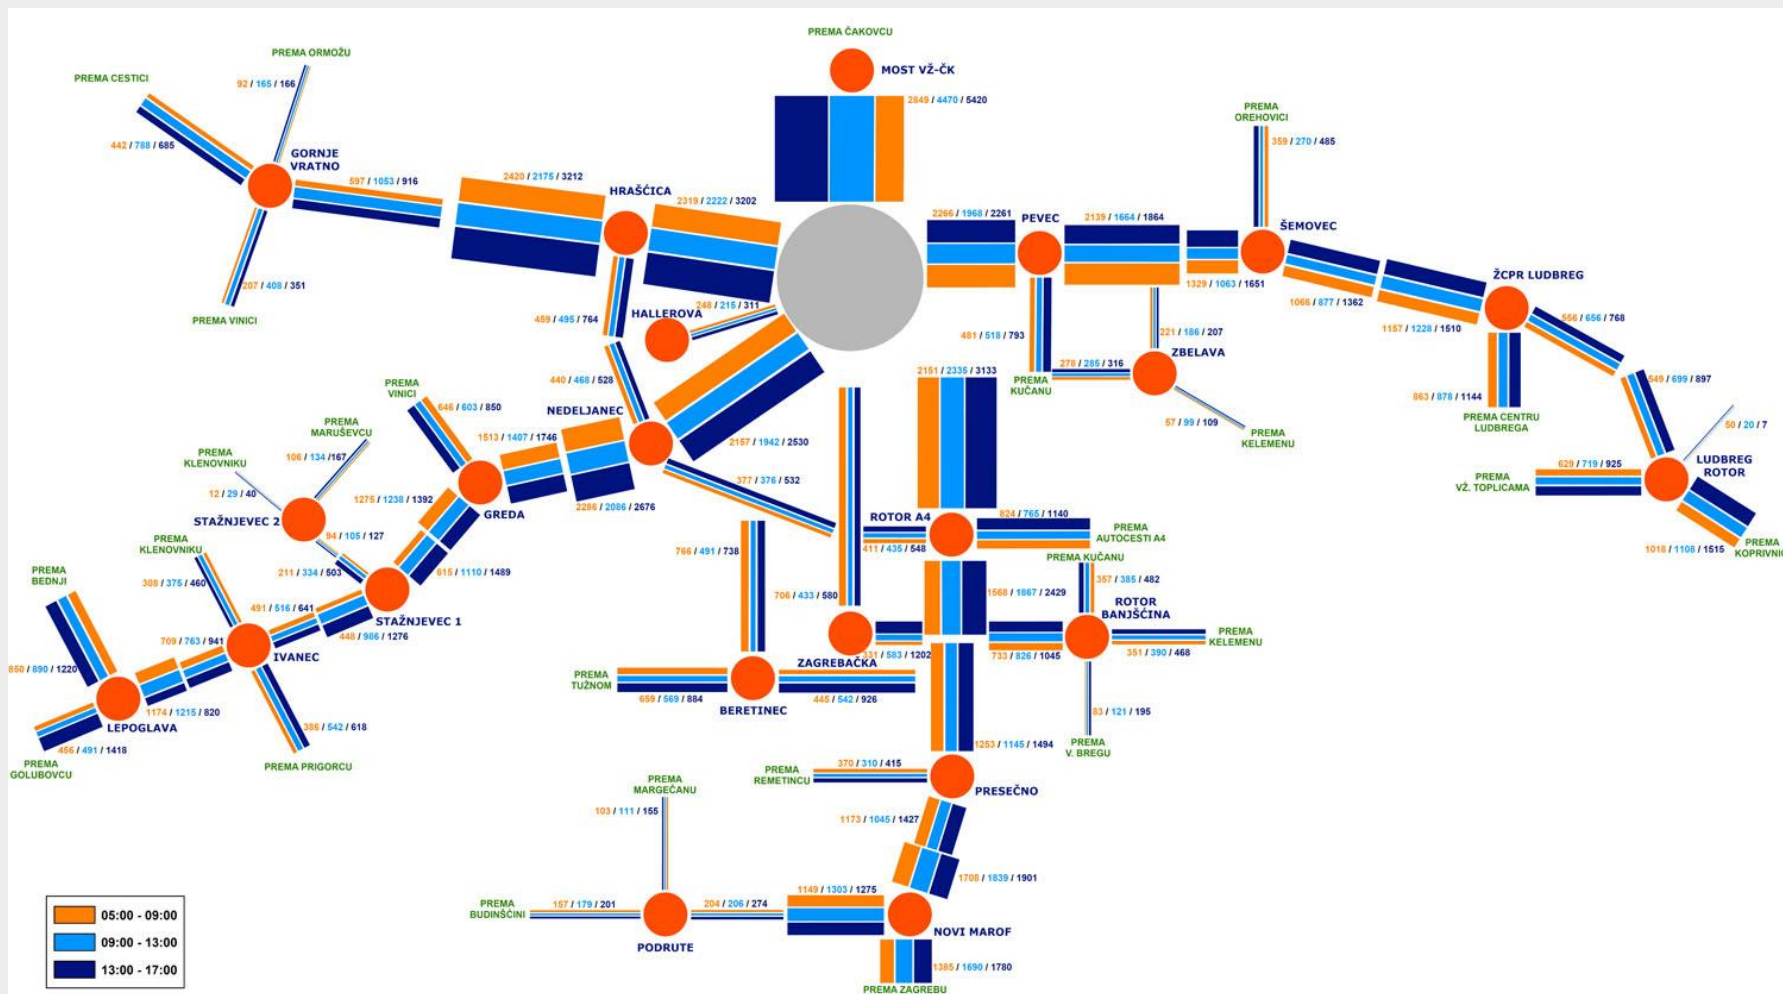 PREMA ČAKOVCU
MOST VŽ-ČK
2849 / 4470 / 5420
PREMA ORMOŽU
PREMA CESTICI
92 / 165 / 166
442 / 788 / 685
GORNJE
VRATNO
597 / 1053 / 916
207 / 408 / 351
PREMA VINICI
2420 / 2175 / 3212
HRAŠĆICA
2319 / 2222 / 3202
459 / 495 / 764
248 / 215 / 311
HALLEROVA
440 / 468 / 528
2266 / 1968 / 2261
PEVEC
2139 / 1664 / 1864
PREMA
OREHOVICI
359 / 270 / 485
ŠEMOVEC
1329 / 1063 / 1651
1066 / 877 / 1362
1157 / 1228 / 1510
ŽCPR LUDBREG
556 / 656 / 768
863 / 878 / 1144
PREMA CENTRU
LUDBREGA
549 / 699 / 897
50 / 20 / 7
629 / 719 / 925
LUDBREG
ROTOR
PREMA
VŽ. TOPLICAMA
1018 / 1108 / 1515
PREMA
KOPRIVNIC
481 / 518 / 793
PREMA
KUČANU
221 / 186 / 207
ZBELAVA
278 / 285 / 316
57 / 99 / 109
PREMA
KELEMENU
2151 / 2335 / 3133
NEDELJANEC
2157 / 1942 / 2530
1513 / 1407 / 1746
2286 / 2086 / 2676
377 / 376 / 532
PREMA
VINICI
646 / 603 / 850
PREMA
MARUŠEVCU
106 / 134 /167
PREMA
KLENOVNIKU
12 / 29 / 40
1275 / 1238 / 1392
GREDA
STAŽNJEVEC 2
94 / 105 / 127
615 / 1110 / 1489
211 / 334 / 503
STAŽNJEVEC 1
PREMA
KLENOVNIKU
308 / 375 / 460
491 / 516 / 641
448 / 986 / 1276
PREMA
BEDNJI
709 / 763 / 941
IVANEC
850 / 890 / 1220
1174 / 1215 / 820
LEPOGLAVA
386 / 542 / 618
456 / 491 / 1418
PREMA
GOLUBOVCU
PREMA PRIGORCU
ROTOR A4
824 / 765 / 1140
411 / 435 / 548
PREMA
AUTOCESTI A4
766 / 491 / 738
706 / 433 / 580
1568 / 1867 / 2429
PREMA KUČANU
357 / 385 / 482
ROTOR
BANJŠĆINA
PREMA
KELEMENU
351 / 390 / 468
733 / 826 / 1045
331 / 583 / 1202
ZAGREBAČKA
PREMA
TUŽNOM
659 / 569 / 884
445 / 542 / 926
BERETINEC
83 / 121 / 195
PREMA
V. BREGU
1253 / 1145 / 1494
370 / 310 / 415
PREMA
REMETINCU
PRESEČNO
PREMA
MARGEČANU
103 / 111 / 155
1173 / 1045 / 1427
1708 / 1839 / 1901
1149 / 1303 / 1275
PREMA
BUDINŠČINI
157 / 179 / 201
204 / 206 / 274
PODRUTE
NOVI MAROF
1385 / 1690 / 1780
PREMA ZAGREBU
05:00 - 09:00
09:00 - 13:00
13:00 - 17:00